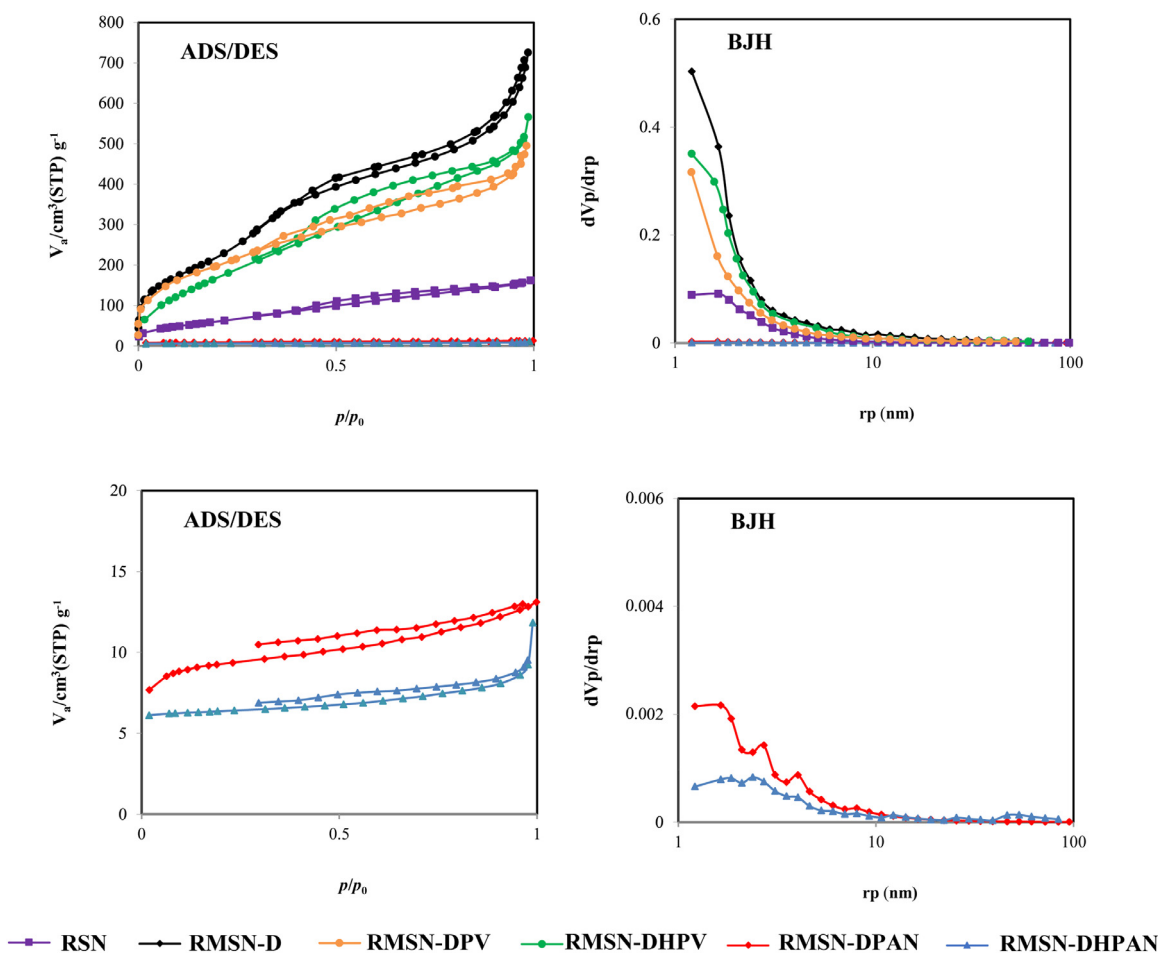 ADS/DES
800
700
600
500
400
300
200
100
0
Va/cm³(STP) g⁻¹
0
0.5
1
p/p₀
BJH
0.6
0.4
0.2
0
dVp/drp
1
10
100
rp (nm)
ADS/DES
20
15
10
5
0
Va/cm³(STP) g⁻¹
0
0.5
1
p/p₀
BJH
0.006
0.004
0.002
0
dVp/drp
1
10
100
rp (nm)
RSN RMSN-D RMSN-DPV RMSN-DHPV RMSN-DPAN RMSN-DHPAN